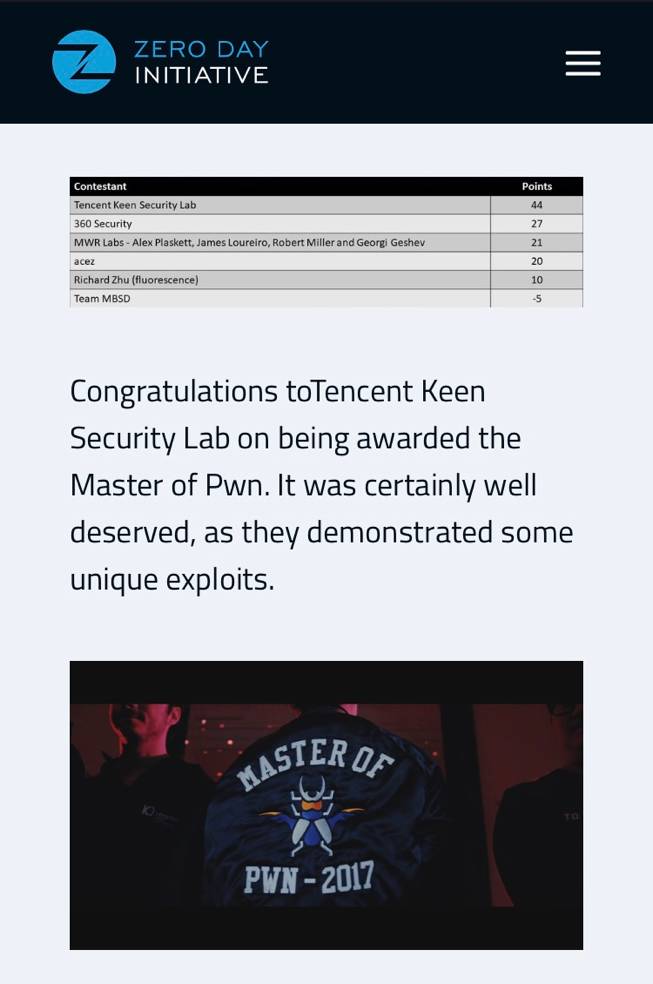 ZERO DAY
INITIATIVE
Contestant Points
Tencent Keen Security Lab 44
360 Security 27
MWR Labs - Alex Plaskett, James Loureiro, Robert Miller and Georgi Geshev 21
acez 20
Richard Zhu (fluorescence) 10
Team MBSD -5
Congratulations toTencent Keen
Security Lab on being awarded the
Master of Pwn. It was certainly well
deserved, as they demonstrated some
unique exploits.
MASTER OF
PWN - 2017